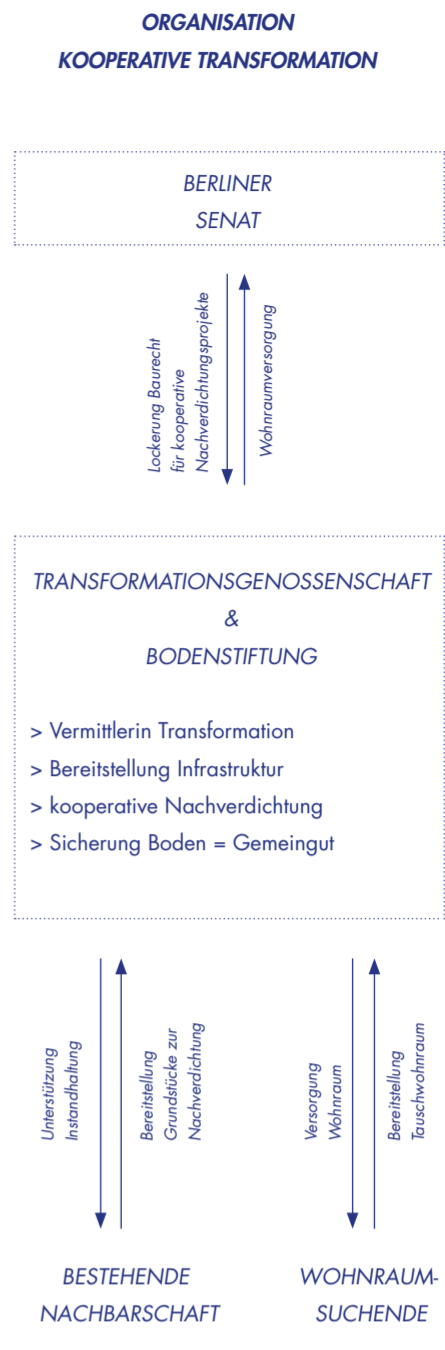 ORGANISATION
KOOPERATIVE TRANSFORMATION
BERLINER
SENAT
Lockerung Baurecht
für kooperative
Nachverdichtungsprojekte
Wohnraumversorgung
TRANSFORMATIONSGENOSSENSCHAFT
&
BODENSTIFTUNG
> Vermittlerin Transformation
> Bereitstellung Infrastruktur
> kooperative Nachverdichtung
> Sicherung Boden = Gemeingut
Unterstützung
Instandhaltung
Bereitstellung
Grundstücke zur
Nachverdichtung
Versorgung
Wohnraum
Bereitstellung
Tauschwohnraum
BESTEHENDE
NACHBARSCHAFT
WOHNRAUM-
SUCHENDE